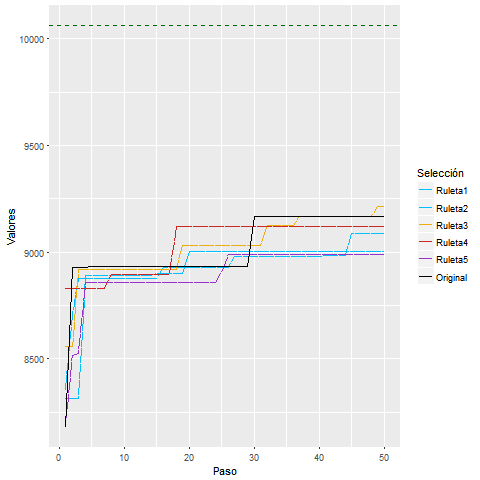 10000
9500
9000
8500
Valores
0
10
20
30
40
50
Paso
Selección
Ruleta1
Ruleta2
Ruleta3
Ruleta4
Ruleta5
Original